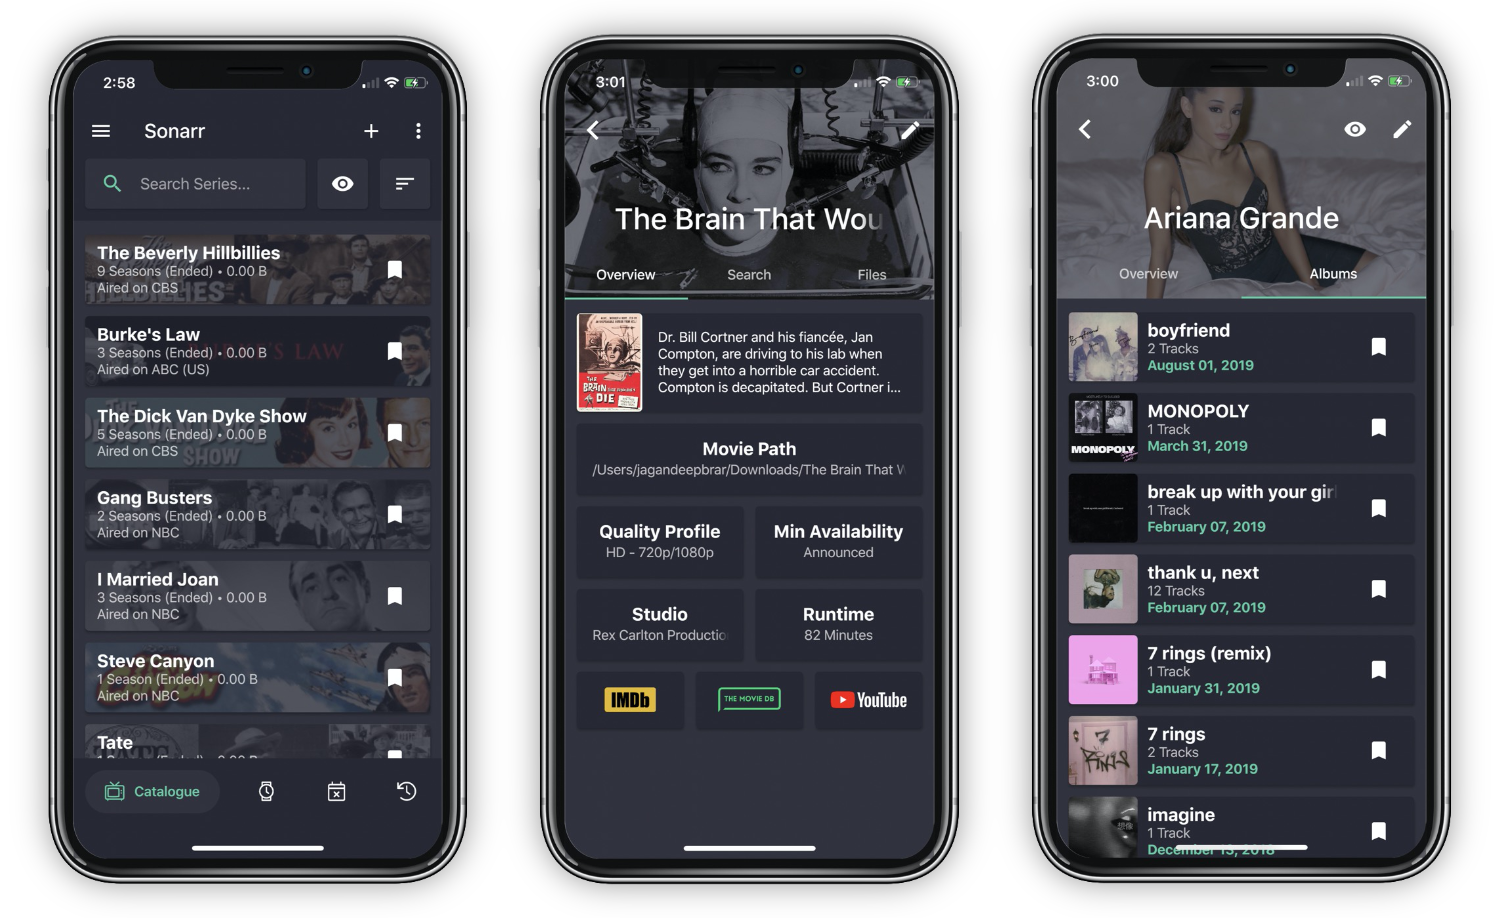 2:58
Sonarr
Search Series...
The Beverly Hillbillies
9 Seasons (Ended) • 0.00 B
Aired on CBS
Burke's Law
3 Seasons (Ended) • 0.00 B
Aired on ABC (US)
The Dick Van Dyke Show
5 Seasons (Ended) • 0.00 B
Aired on CBS
Gang Busters
2 Seasons (Ended) • 0.00 B
Aired on NBC
I Married Joan
3 Seasons (Ended) • 0.00 B
Aired on NBC
Steve Canyon
1 Season (Ended) • 0.00 B
Aired on NBC
Tate
Catalogue
3:01
The Brain That Wou
Overview Search Files
THE
BRAIN
DIE
Dr. Bill Cortner and his fiancée, Jan
Compton, are driving to his lab when
they get into a horrible car accident.
Compton is decapitated. But Cortner i...
Movie Path
/Users/jagandeepbrar/Downloads/The Brain That W
Quality Profile
HD - 720p/1080p
Min Availability
Announced
Studio
Rex Carlton Productio
Runtime
82 Minutes
IMDb
THE MOVIE DB
YouTube
3:00
Ariana Grande
Overview Albums
boyfriend
2 Tracks
August 01, 2019
MONOPOLY
MONOPOLY
1 Track
March 31, 2019
break up with your gir
1 Track
February 07, 2019
thank u, next
12 Tracks
February 07, 2019
7 rings (remix)
1 Track
January 31, 2019
7 rings
2 Tracks
January 17, 2019
imagine
1 Track
December 13, 2018